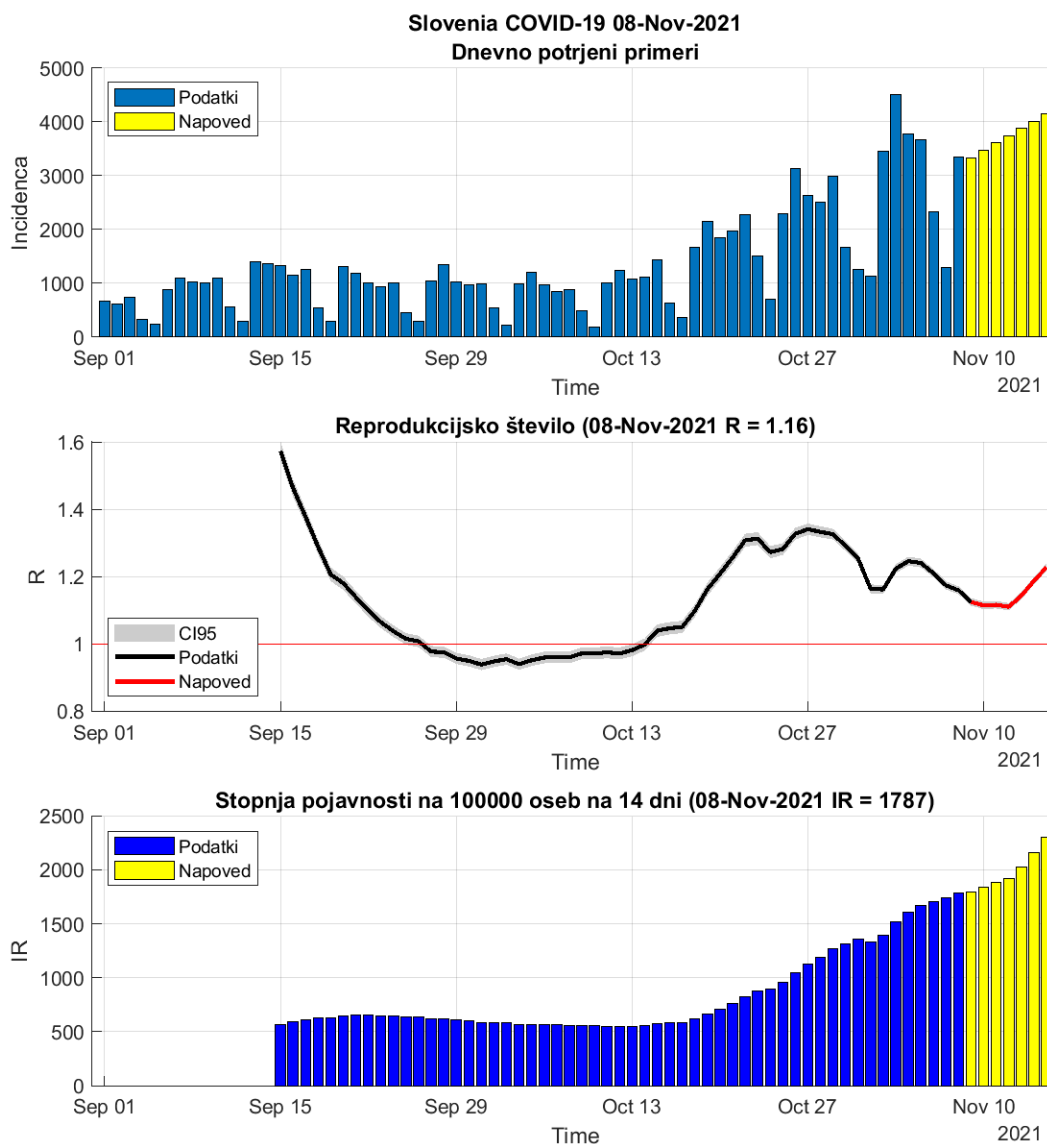 Slovenia COVID-19 08-Nov-2021
Dnevno potrjeni primeri
5000
4000
3000
2000
1000
0
Incidenca
Podatki
Napoved
Sep 01 Sep 15 Sep 29 Oct 13 Oct 27 Nov 10
Time
2021
Reprodukcijsko število (08-Nov-2021 R = 1.16)
1.6
1.4
1.2
1
0.8
R
CI95
Podatki
Napoved
Sep 01 Sep 15 Sep 29 Oct 13 Oct 27 Nov 10
Time
2021
Stopnja pojavnosti na 100000 oseb na 14 dni (08-Nov-2021 IR = 1787)
2500
2000
1500
1000
500
0
IR
Podatki
Napoved
Sep 01 Sep 15 Sep 29 Oct 13 Oct 27 Nov 10
Time
2021